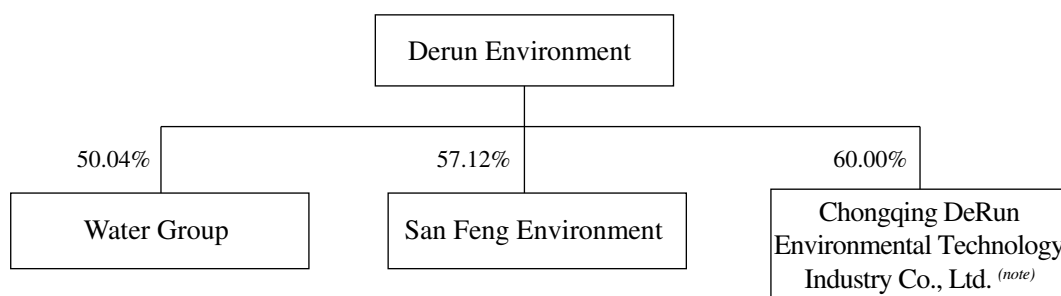 Derun Environment
50.04%
57.12%
60.00%
Water Group
San Feng Environment
Chongqing DeRun
Environmental Technology
Industry Co., Ltd. (note)